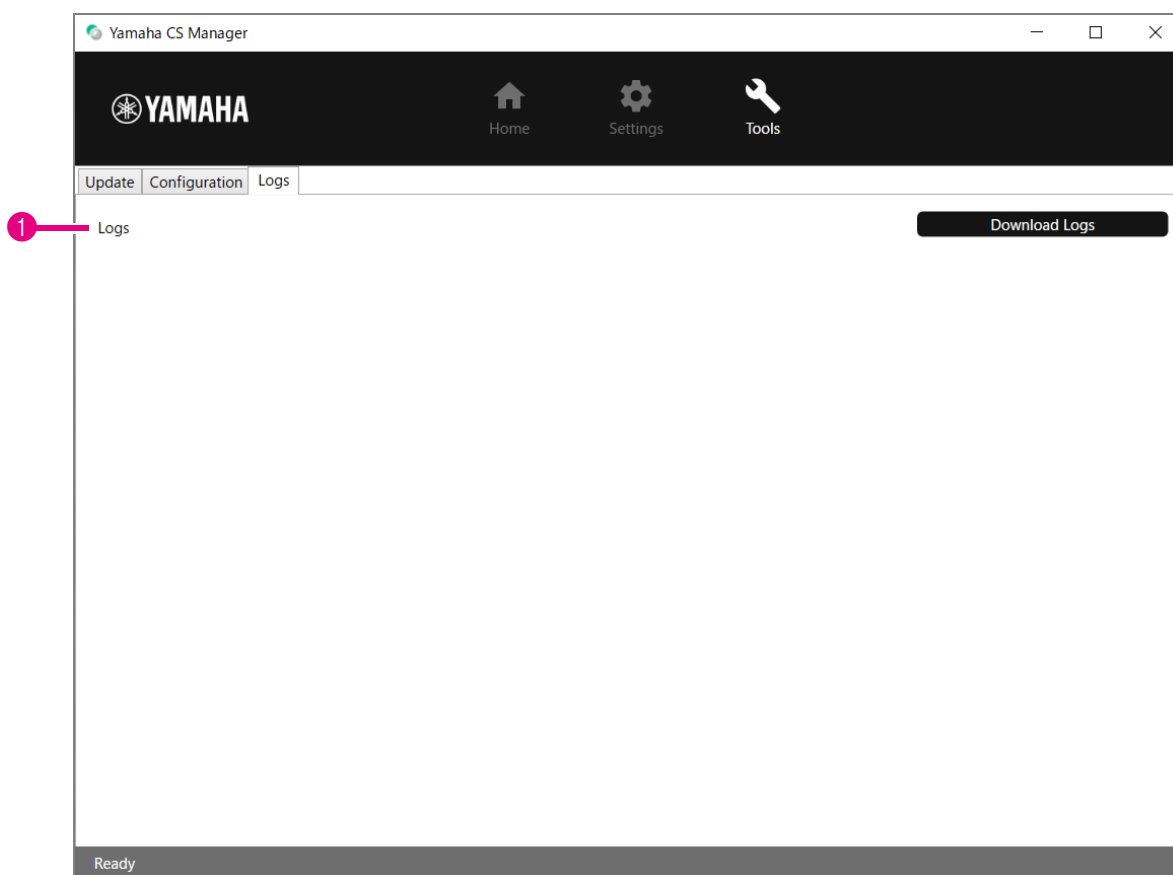 Yamaha CS Manager
YAMAHA
Home Settings Tools
Update Configuration Logs
1 Logs Download Logs
Ready